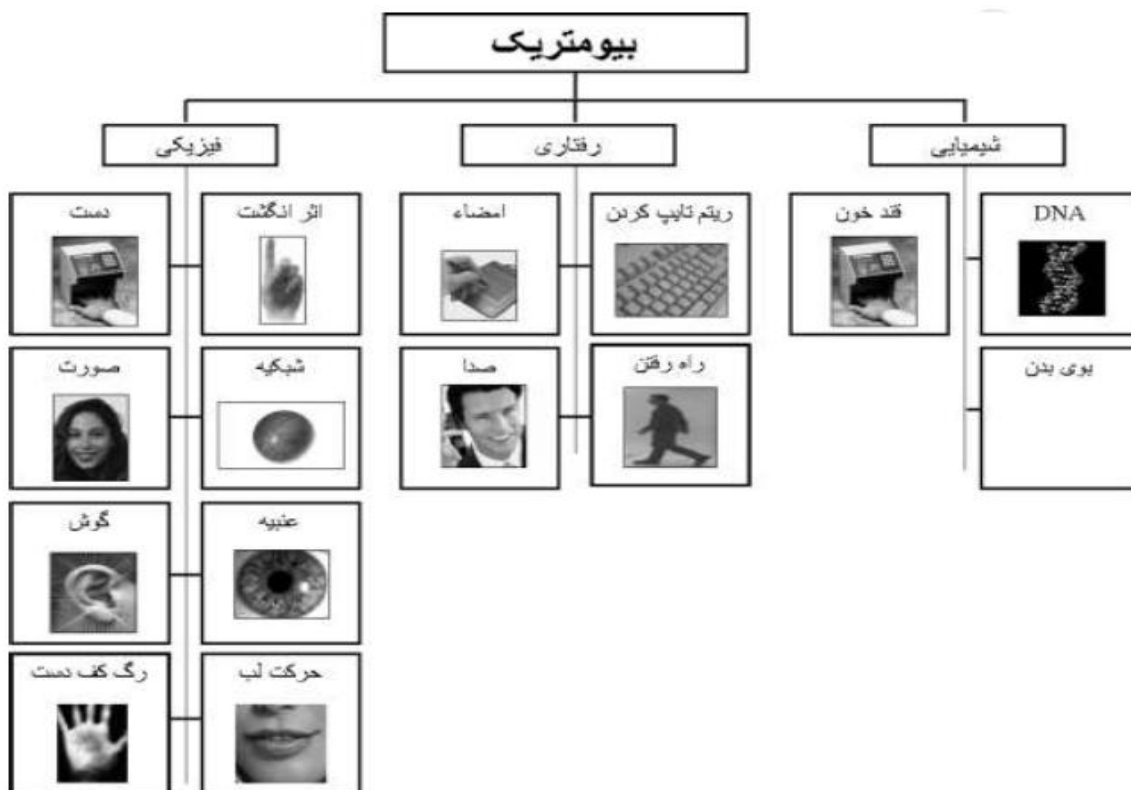 بیومتریک
شیمیایی
رفتاری
فیزیکی
DNA
قند خون
بوی بدن
ریتم تایپ کردن
امضاء
راه رفتن
صدا
اثر انگشت
دست
شبکیه
صورت
عنبیه
گوش
حرکت لب
رگ کف دست